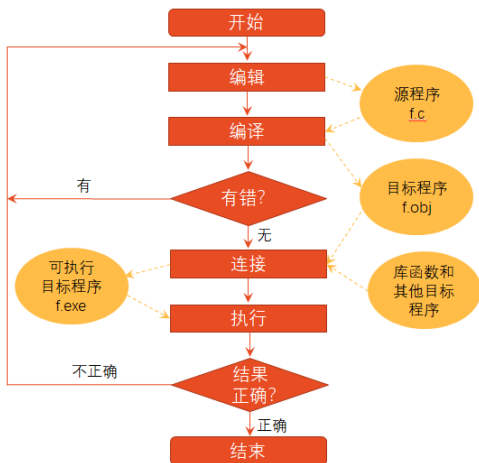 开始
编辑
源程序
f.c
编译
有
有错?
目标程序
f.obj
无
可执行
目标程序
f.exe
连接
库函数和
其他目标
程序
执行
不正确
结果
正确?
正确
结束